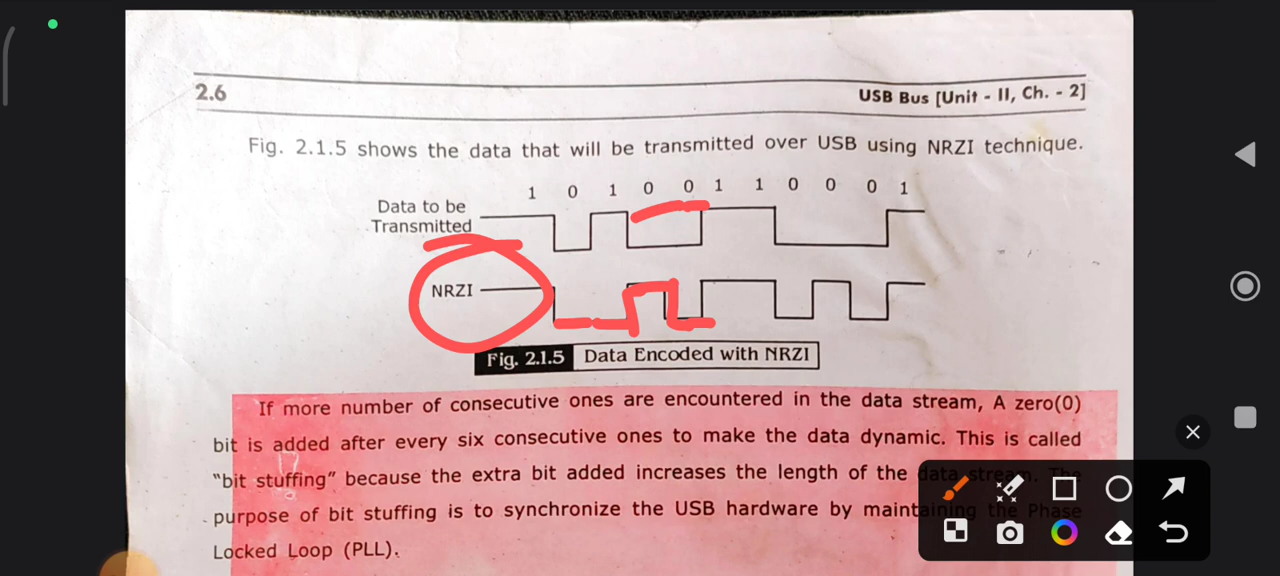 2.6
USB Bus [Unit - II, Ch. - 2]
Fig. 2.1.5 shows the data that will be transmitted over USB using NRZI technique.
1 0 1 0 0 1 1 0 0 0 1
Data to be
Transmitted
NRZI
Fig. 2.1.5 Data Encoded with NRZI
If more number of consecutive ones are encountered in the data stream, A zero(0)
bit is added after every six consecutive ones to make the data dynamic. This is called
"bit stuffing" because the extra bit added increases the length of the data stream. The
purpose of bit stuffing is to synchronize the USB hardware by maintaining the Phase
Locked Loop (PLL).